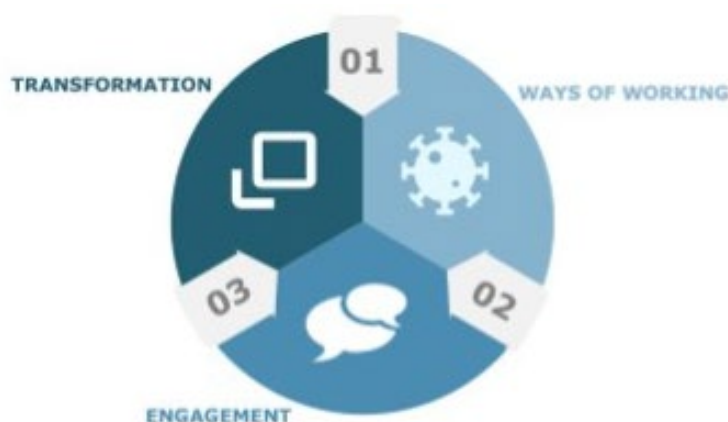 01
TRANSFORMATION
WAYS OF WORKING
03
02
ENGAGEMENT